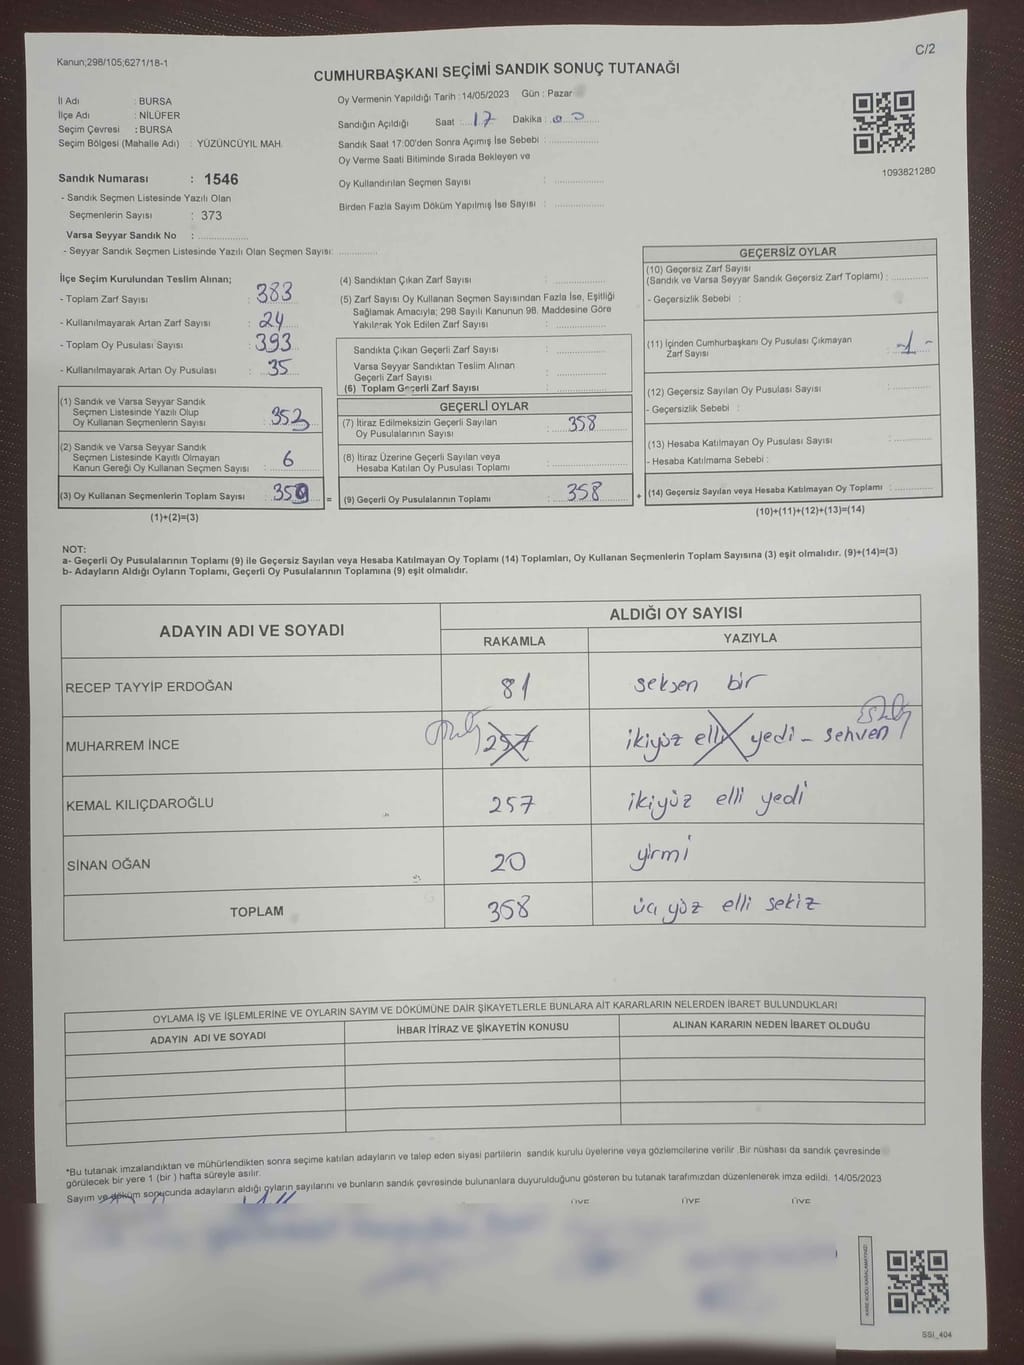 Kanun;298/105;6271/18-1
C/2
CUMHURBAŞKANI SEÇİMİ SANDIK SONUÇ TUTANAĞI
İl Adı : BURSA
İlçe Adı : NİLÜFER
Seçim Çevresi : BURSA
Seçim Bölgesi (Mahalle Adı) : YÜZÜNCÜYIL MAH.
Sandık Numarası : 1546
- Sandık Seçmen Listesinde Yazılı Olan
Seçmenlerin Sayısı : 373
Varsa Seyyar Sandık No : ................
- Seyyar Sandık Seçmen Listesinde Yazılı Olan Seçmen Sayısı: ............
Oy Vermenin Yapıldığı Tarih : 14/05/2023 Gün : Pazar
Sandığın Açıldığı Saat : 17 Dakika : 00
Sandık Saat 17:00'den Sonra Açımış İse Sebebi : ................
Oy Verme Saati Bitiminde Sırada Bekleyen ve
Oy Kullandırılan Seçmen Sayısı : ................
Birden Fazla Sayım Döküm Yapılmış İse Sayısı : ................
1093821280
İlçe Seçim Kurulundan Teslim Alınan;
- Toplam Zarf Sayısı : 383
- Kullanılmayarak Artan Zarf Sayısı : 24
- Toplam Oy Pusulası Sayısı : 393
- Kullanılmayarak Artan Oy Pusulası : 35
(1) Sandık ve Varsa Seyyar Sandık
Seçmen Listesinde Yazılı Olup
Oy Kullanan Seçmenlerin Sayısı : 353
(2) Sandık ve Varsa Seyyar Sandık
Seçmen Listesinde Kayıtlı Olmayan
Kanun Gereği Oy Kullanan Seçmen Sayısı : 6
(3) Oy Kullanan Seçmenlerin Toplam Sayısı : 359 =
(1)+(2)=(3)
(4) Sandıktan Çıkan Zarf Sayısı : ................
(5) Zarf Sayısı Oy Kullanan Seçmen Sayısından Fazla İse, Eşitliği
Sağlamak Amacıyla; 298 Sayılı Kanunun 98. Maddesine Göre
Yakılarak Yok Edilen Zarf Sayısı : ................
Sandıkta Çıkan Geçerli Zarf Sayısı : ................
Varsa Seyyar Sandıktan Teslim Alınan
Geçerli Zarf Sayısı : ................
(6) Toplam Geçerli Zarf Sayısı : ................
GEÇERLİ OYLAR
(7) İtiraz Edilmeksizin Geçerli Sayılan
Oy Pusulalarının Sayısı : 358
(8) İtiraz Üzerine Geçerli Sayılan veya
Hesaba Katılan Oy Pusulası Toplamı : ................
(9) Geçerli Oy Pusulalarının Toplamı : 358 +
GEÇERSİZ OYLAR
(10) Geçersiz Zarf Sayısı
(Sandık ve Varsa Seyyar Sandık Geçersiz Zarf Toplamı) : ............
- Geçersizlik Sebebi :
(11) İçinden Cumhurbaşkanı Oy Pusulası Çıkmayan
Zarf Sayısı : -1-
(12) Geçersiz Sayılan Oy Pusulası Sayısı : ............
- Geçersizlik Sebebi :
(13) Hesaba Katılmayan Oy Pusulası Sayısı : ............
- Hesaba Katılmama Sebebi :
(14) Geçersiz Sayılan veya Hesaba Katılmayan Oy Toplamı : ............
(10)+(11)+(12)+(13)=(14)
NOT:
a- Geçerli Oy Pusulalarının Toplamı (9) ile Geçersiz Sayılan veya Hesaba Katılmayan Oy Toplamı (14) Toplamları, Oy Kullanan Seçmenlerin Toplam Sayısına (3) eşit olmalıdır. (9)+(14)=(3)
b- Adayların Aldığı Oyların Toplamı, Geçerli Oy Pusulalarının Toplamına (9) eşit olmalıdır.
ADAYIN ADI VE SOYADI
ALDIĞI OY SAYISI
RAKAMLA YAZIYLA
RECEP TAYYİP ERDOĞAN 81 seksen bir
MUHARREM İNCE 257 ikiyüz elli yedi - sehven
KEMAL KILIÇDAROĞLU 257 ikiyüz elli yedi
SİNAN OĞAN 20 yirmi
TOPLAM 358 üç yüz elli sekiz
OYLAMA İŞ VE İŞLEMLERİNE VE OYLARIN SAYIM VE DÖKÜMÜNE DAİR ŞİKAYETLERLE BUNLARA AİT KARARLARIN NELERDEN İBARET BULUNDUKLARI
ADAYIN ADI VE SOYADI İHBAR İTİRAZ VE ŞİKAYETİN KONUSU ALINAN KARARIN NEDEN İBARET OLDUĞU
*Bu tutanak imzalandıktan ve mühürlendikten sonra seçime katılan adayların ve talep eden siyasi partilerin sandık kurulu üyelerine veya gözlemcilerine verilir .Bir nüshası da sandık çevresinde
görülecek bir yere 1 (bir ) hafta süreyle asılır.
Sayım ve döküm sonucunda adayların aldığı oyların sayılarını ve bunların sandık çevresinde bulunanlara duyurulduğunu gösteren bu tutanak tarafımızdan düzenlenerek imza edildi. 14/05/2023
ÜYE ÜYE ÜYE
KARE KODU KARALAMAYINIZ!
SSI_404